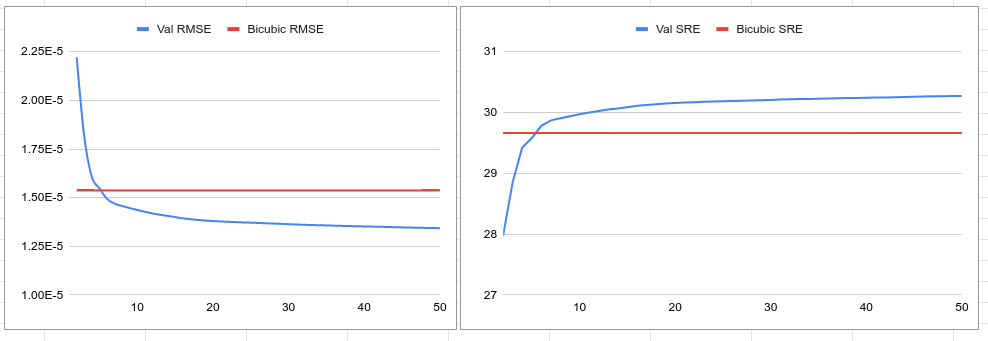 Val RMSE Bicubic RMSE
2.25E-5
2.00E-5
1.75E-5
1.50E-5
1.25E-5
1.00E-5
10 20 30 40 50
Val SRE Bicubic SRE
31
30
29
28
27
10 20 30 40 50